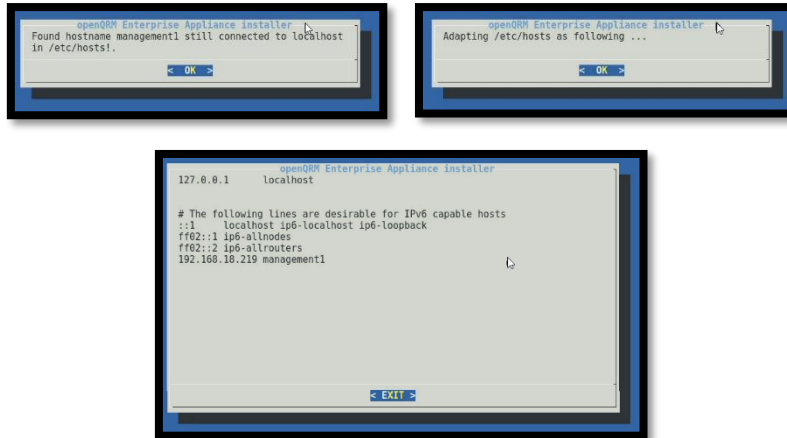 openQRM Enterprise Appliance installer
Found hostname management1 still connected to localhost
in /etc/hosts!.
< OK >
openQRM Enterprise Appliance installer
Adapting /etc/hosts as following ...
< OK >
openQRM Enterprise Appliance installer
127.0.0.1 localhost
# The following lines are desirable for IPv6 capable hosts
::1 localhost ip6-localhost ip6-loopback
ff02::1 ip6-allnodes
ff02::2 ip6-allrouters
192.168.18.219 management1
< EXIT >